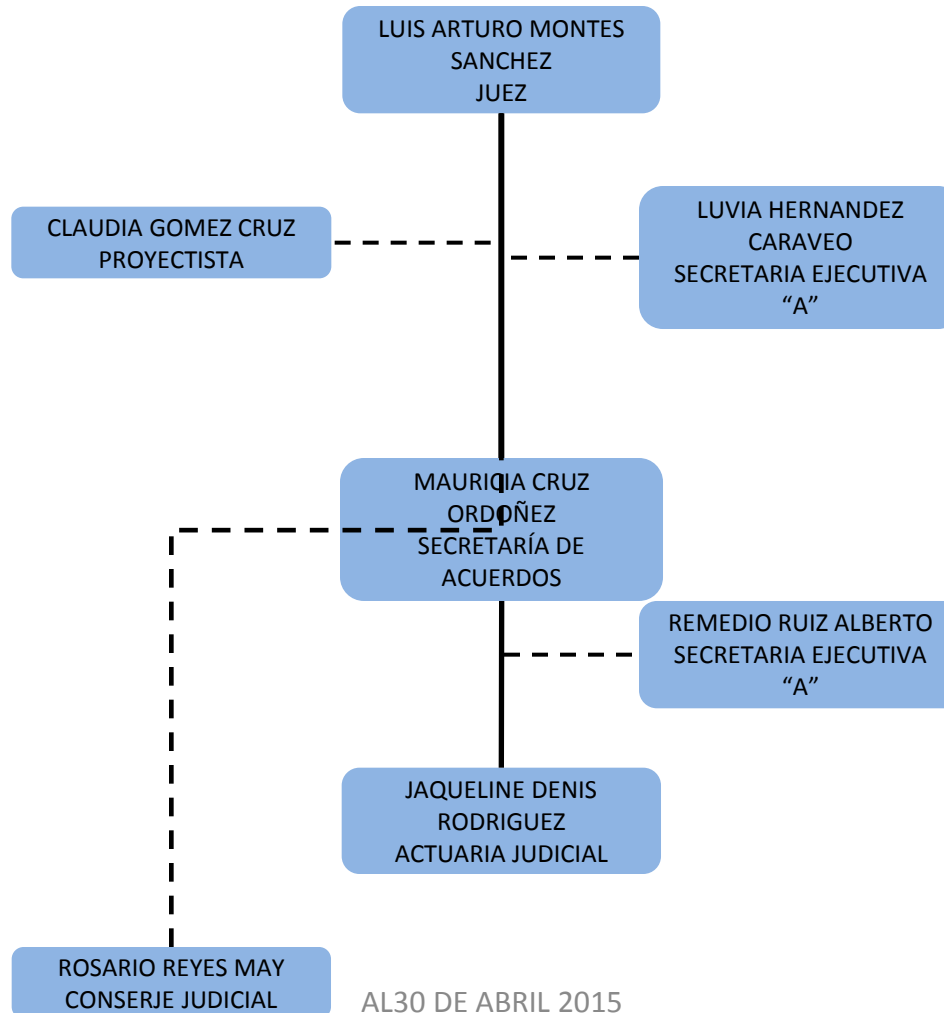 LUIS ARTURO MONTES
SANCHEZ
JUEZ
CLAUDIA GOMEZ CRUZ
PROYECTISTA
LUVIA HERNANDEZ
CARAVEO
SECRETARIA EJECUTIVA
“A”
MAURICIA CRUZ
ORDOÑEZ
SECRETARÍA DE
ACUERDOS
REMEDIO RUIZ ALBERTO
SECRETARIA EJECUTIVA
“A”
JAQUELINE DENIS
RODRIGUEZ
ACTUARIA JUDICIAL
ROSARIO REYES MAY
CONSERJE JUDICIAL
AL30 DE ABRIL 2015